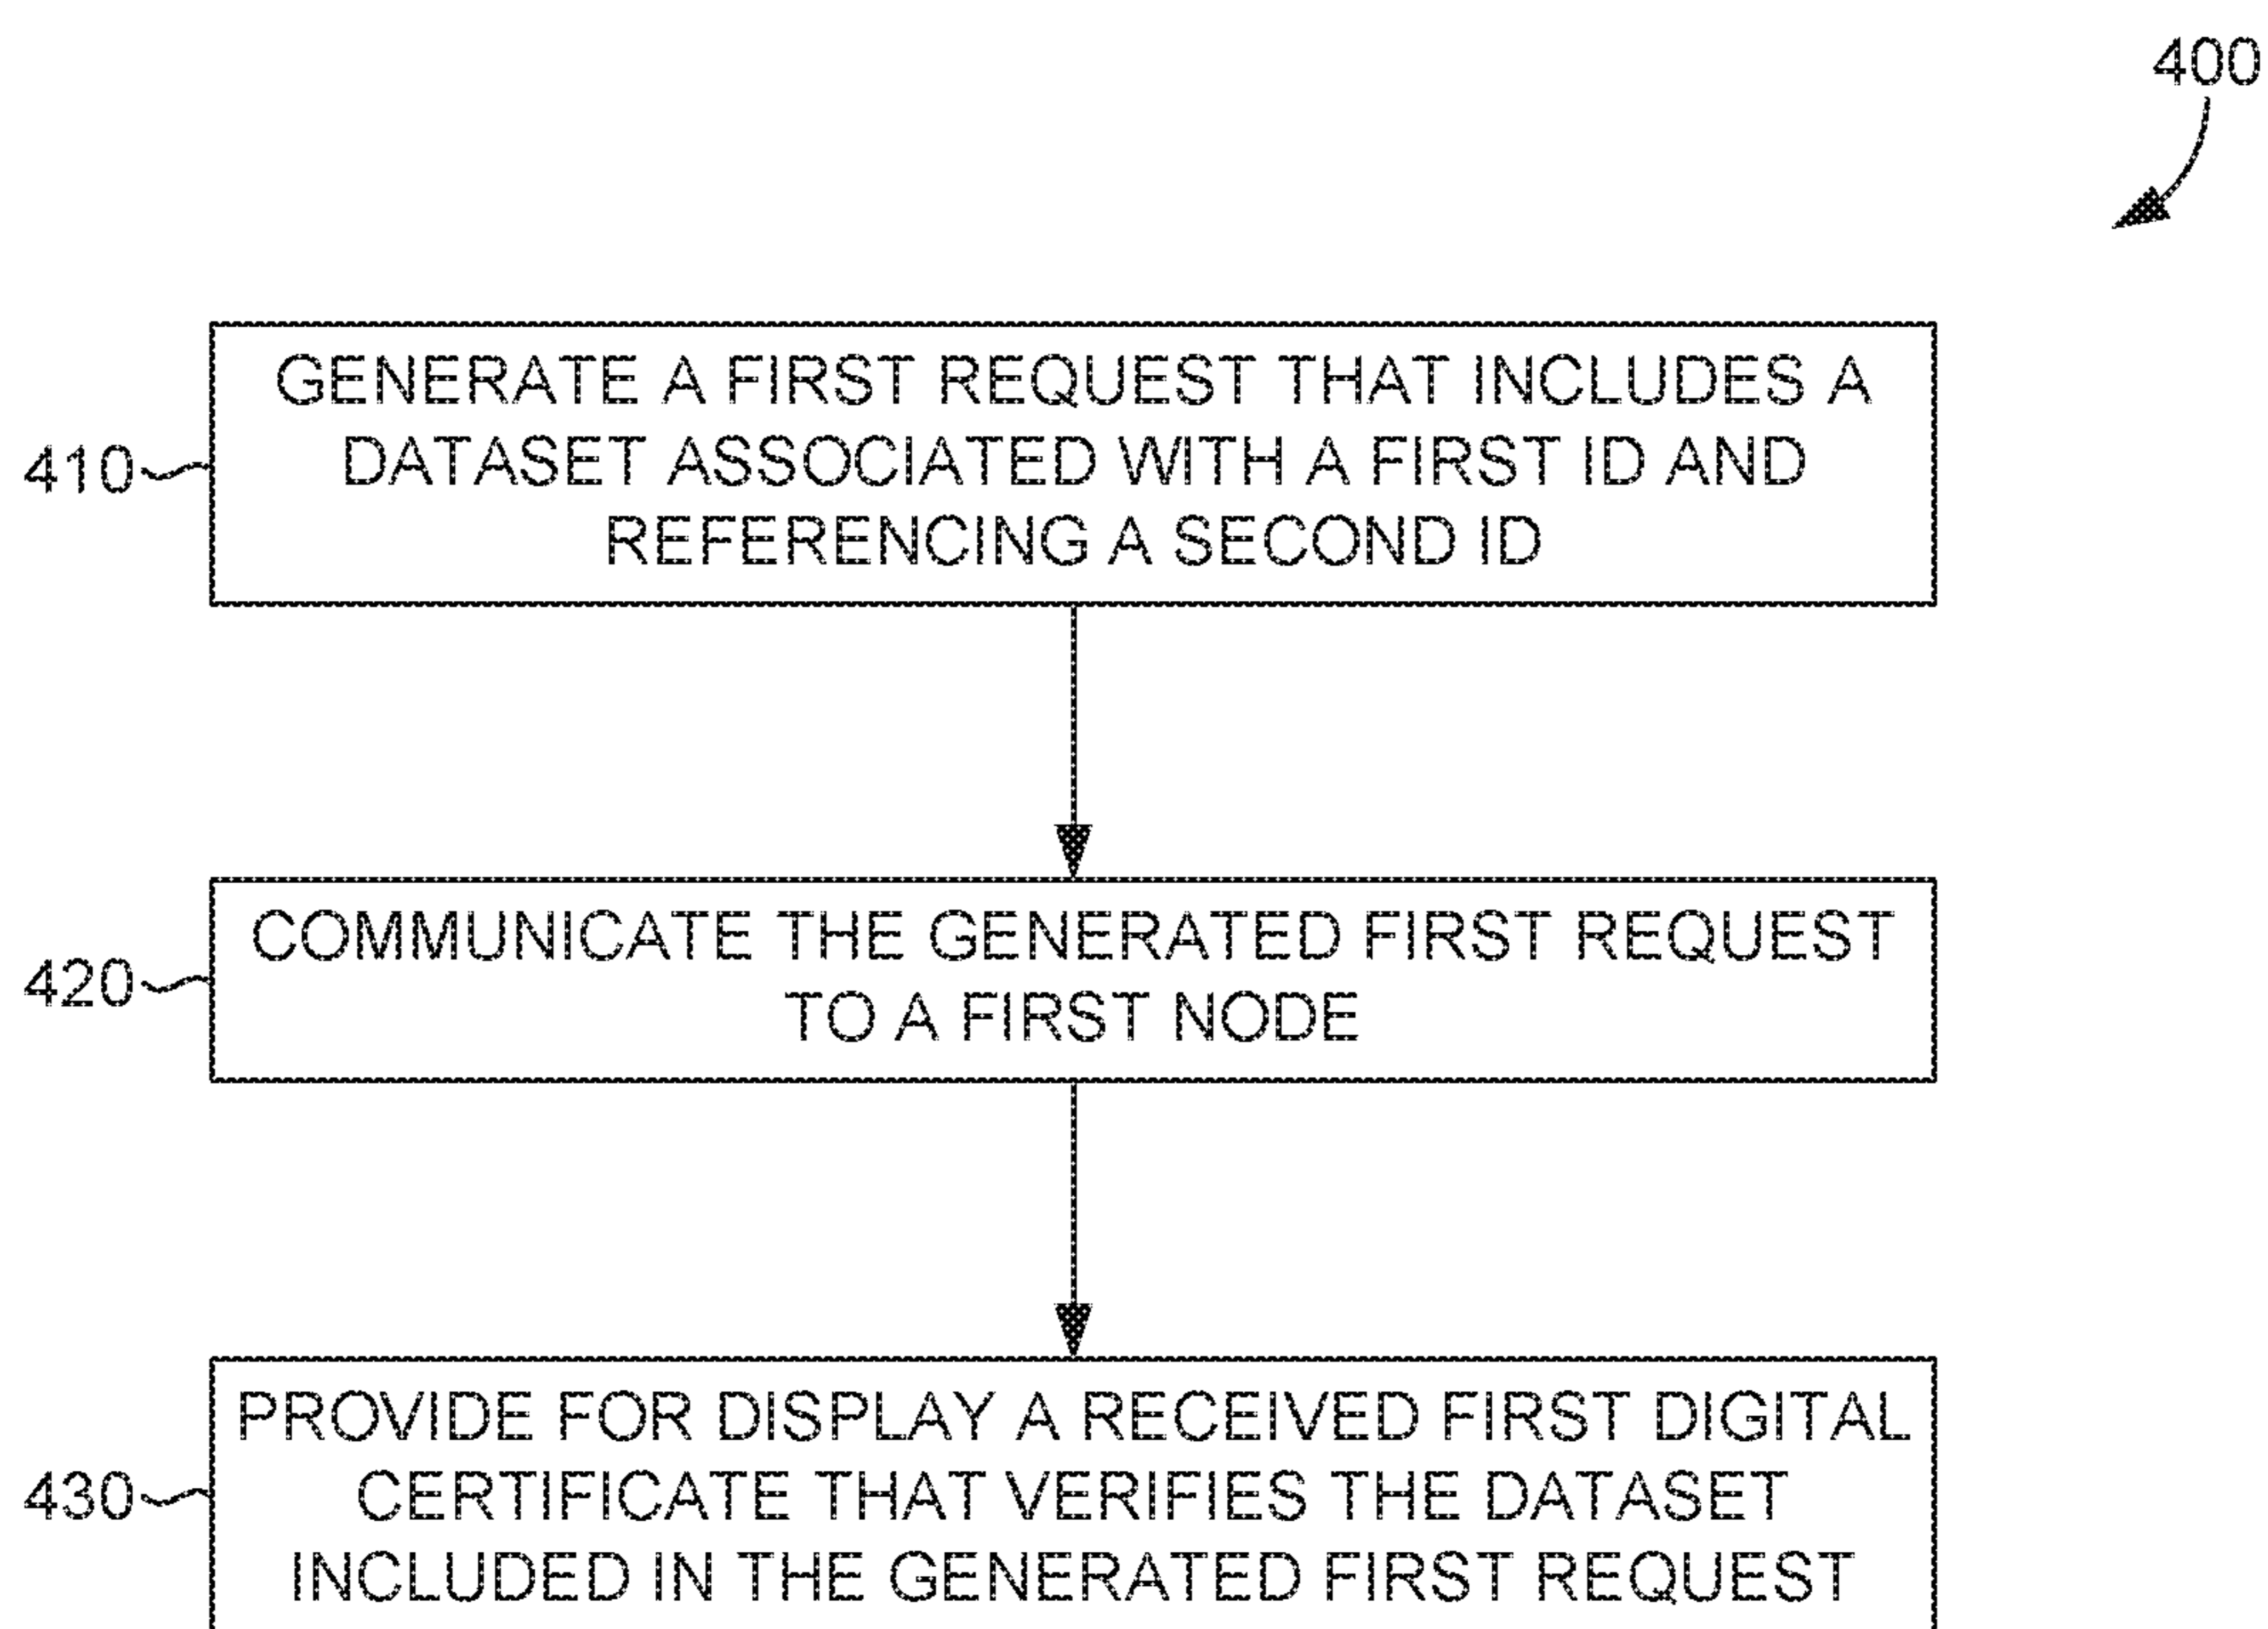 400
GENERATE A FIRST REQUEST THAT INCLUDES A
410
DATASET ASSOCIATED WITH A FIRST ID AND
REFERENCING A SECOND ID
COMMUNICATE THE GENERATED FIRST REQUEST
420
TO A FIRST NODE
PROVIDE FOR DISPLAY A RECEIVED FIRST DIGITAL
430
CERTIFICATE THAT VERIFIES THE DATASET
INCLUDED IN THE GENERATED FIRST REQUEST